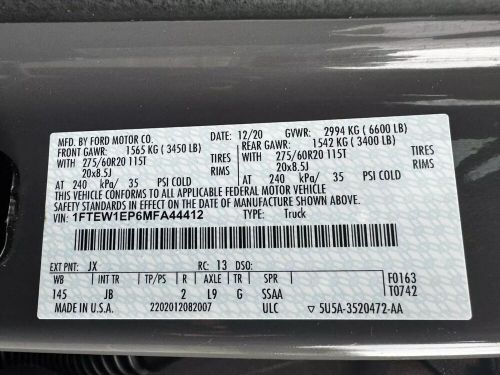 MFD. BY FORD MOTOR CO. 12/20 GVWR: 2994 KG ( 6600 LB)
FRONT GAWR: 1565 KG ( 3450 LB) REAR GAWR: 1542 KG ( 3400 LB)
275/60R20 115T TIRES 275/60R20 115T TIRES
20x8.5J RIMS 20x8.5J RIMS
AT 240 kPa/ 35 PSI COLD AT 240 kPa/ 35 PSI COLD
THIS VEHICLE CONFORMS TO ALL APPLICABLE FEDERAL MOTOR VEHICLE
SAFETY STANDARDS IN EFFECT ON THE DATE OF MANUFACTURE SHOWN ABOVE.
VIN: 1FTEW1EP6MFA44412 TYPE: Truck
EXT PNT: JX RC: 13 DSO:
WB INT TR TP/PS R AXLE TR SPR F0163
145 JB 2 L9 G SSAA T0742
MADE IN U.S.A. 2202012082007 ULC 5U5A-3520472-AA